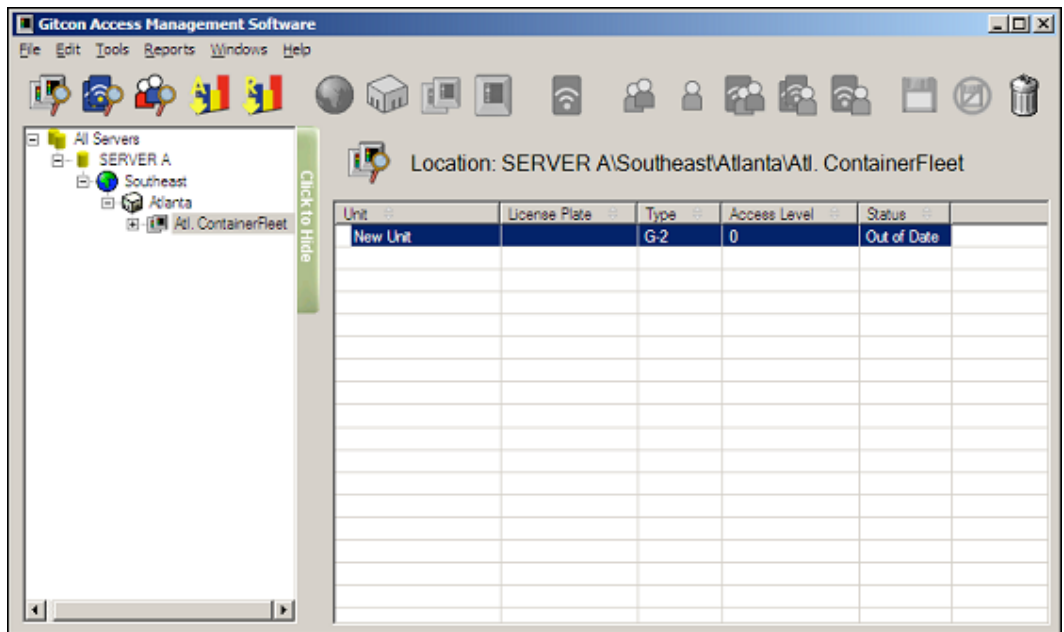 Gitcon Access Management Software
File Edit Tools Reports Windows Help
All Servers
SERVER A
Southeast
Atlanta
Atl. ContainerFleet
Click to Hide
Location: SERVER A\Southeast\Atlanta\Atl. ContainerFleet
Unit License Plate Type Access Level Status
New Unit G-2 0 Out of Date